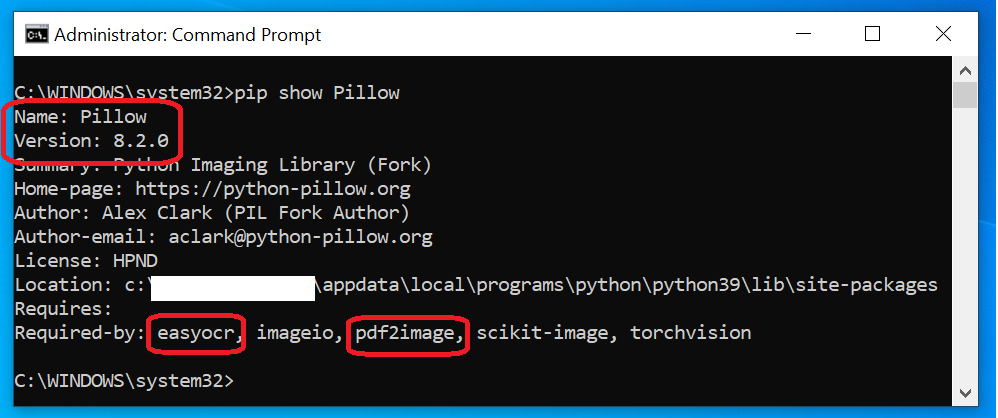 Administrator: Command Prompt
C:\WINDOWS\system32>pip show Pillow
Name: Pillow
Version: 8.2.0
Summary: Python Imaging Library (Fork)
Home-page: https://python-pillow.org
Author: Alex Clark (PIL Fork Author)
Author-email: aclark@python-pillow.org
License: HPND
Location: c:\ \appdata\local\programs\python\python39\lib\site-packages
Requires:
Required-by: easyocr, imageio, pdf2image, scikit-image, torchvision
C:\WINDOWS\system32>